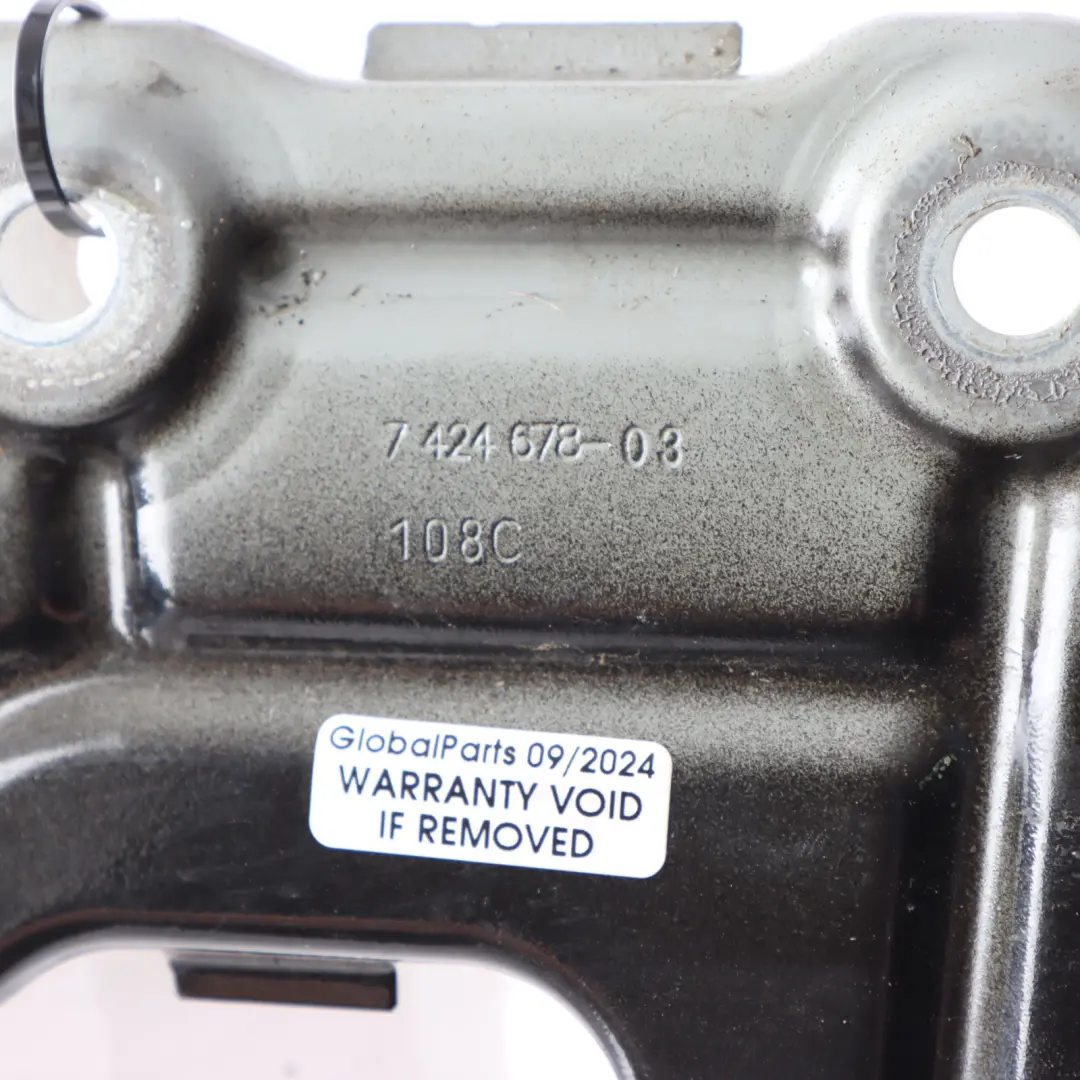 7 424 678-03
108C
GlobalParts 09/2024
WARRANTY VOID
IF REMOVED